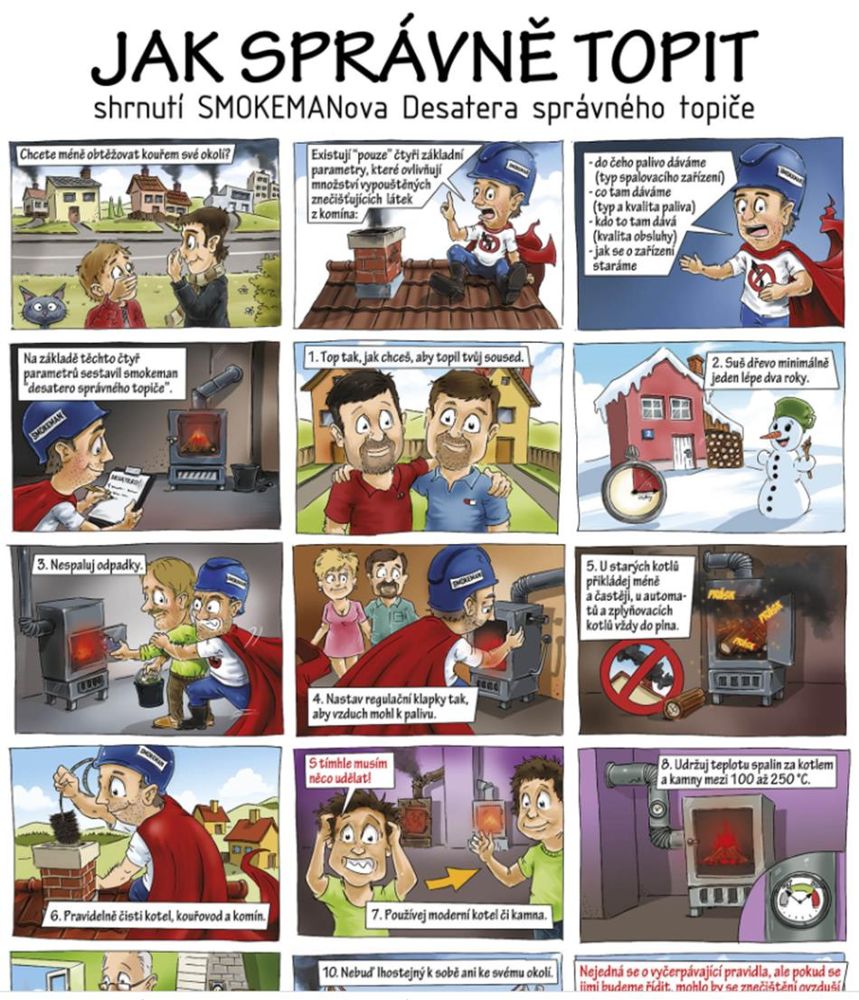 JAK SPRÁVNĚ TOPIT
shrnutí SMOKEMANova Desatera správného topiče
Chcete méně obtěžovat kouřem své okolí?
Existují "pouze" čtyři základní
parametry, které ovlivňují
množství vypouštěných
znečišťujících látek
z komína:
SMOKEMAN
- do čeho palivo dáváme
(typ spalovacího zařízení)
- co tam dáváme
(typ a kvalita paliva)
- kdo to tam dává
(kvalita obsluhy)
- jak se o zařízení
staráme
SMOKEMAN
Na základě těchto čtyř
parametrů sestavil smokeman
"desatero správného topiče".
SMOKEMAN
DESATERO
1. Top tak, jak chceš, aby topil tvůj soused.
2. Suš dřevo minimálně
jeden lépe dva roky.
2
roky
3. Nespaluj odpadky.
SMOKEMAN
SMOKEMAN
4. Nastav regulační klapky tak,
aby vzduch mohl k palivu.
5. U starých kotlů
přikládej méně
a častěji, u automa-
tů a zplyňovacích
kotlů vždy do plna.
PRÁSK
PRÁSK
PRÁSK
SMOKEMAN
6. Pravidelně čisti kotel, kouřovod a komín.
S tímhle musím
něco udělat!
7. Používej moderní kotel či kamna.
8. Udržuj teplotu spalin za kotlem
a kamny mezi 100 až 250 °C.
10. Nebuď lhostejný k sobě ani ke svému okolí.
Nejedná se o vyčerpávající pravidla, ale pokud se
jimi budeme řídit, mohlo by se znečištění ovzduší